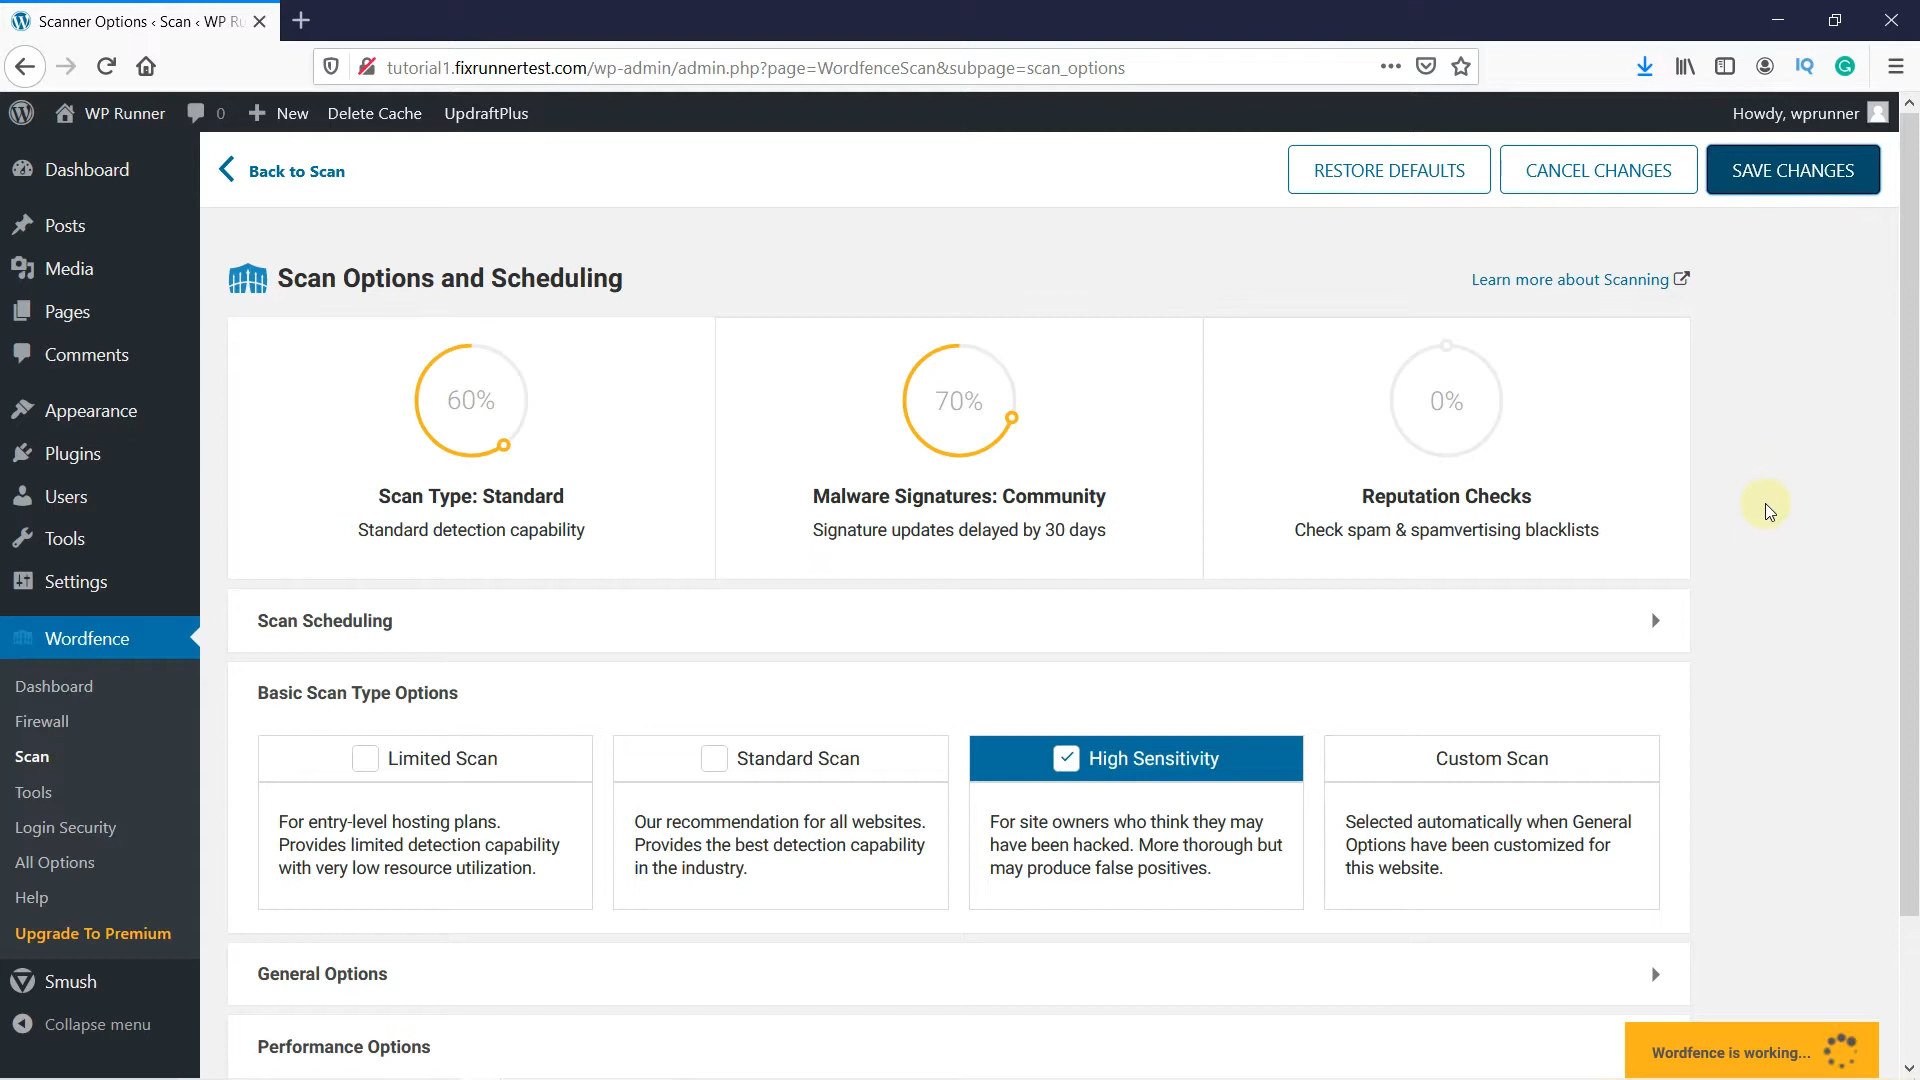 Scanner Options ‹ Scan ‹ WP Ru
tutorial1.fixrunnertest.com/wp-admin/admin.php?page=WordfenceScan&subpage=scan_options
IQ
WP Runner
0
New
Delete Cache
UpdraftPlus
Howdy, wprunner
Dashboard
Posts
Media
Pages
Comments
Appearance
Plugins
Users
Tools
Settings
Wordfence
Dashboard
Firewall
Scan
Tools
Login Security
All Options
Help
Upgrade To Premium
Smush
Collapse menu
Back to Scan
RESTORE DEFAULTS
CANCEL CHANGES
SAVE CHANGES
Scan Options and Scheduling
Learn more about Scanning
60%
Scan Type: Standard
Standard detection capability
70%
Malware Signatures: Community
Signature updates delayed by 30 days
0%
Reputation Checks
Check spam & spamvertising blacklists
Scan Scheduling
Basic Scan Type Options
Limited Scan
For entry-level hosting plans.
Provides limited detection capability
with very low resource utilization.
Standard Scan
Our recommendation for all websites.
Provides the best detection capability
in the industry.
High Sensitivity
For site owners who think they may
have been hacked. More thorough but
may produce false positives.
Custom Scan
Selected automatically when General
Options have been customized for
this website.
General Options
Performance Options
Wordfence is working...